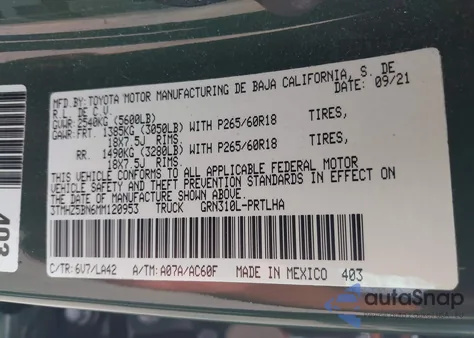 MFD.BY: TOYOTA MOTOR MANUFACTURING DE BAJA CALIFORNIA, S. DE
R.L. DE C.V. DATE: 09/21
GVWR 2540KG (5600LB)
GAWR: FRT. 1385KG (3050LB) WITH P265/60R18 TIRES,
18X7.5J RIMS
RR. 1490KG (3280LB) WITH P265/60R18 TIRES,
18X7.5J RIMS
THIS VEHICLE CONFORMS TO ALL APPLICABLE FEDERAL MOTOR
VEHICLE SAFETY AND THEFT PREVENTION STANDARDS IN EFFECT ON
THE DATE OF MANUFACTURE SHOWN ABOVE.
3TMHZ5BN6MM120953 TRUCK GRN310L-PRTLHA
C/TR: 6V7/LA42 A/TM: A07A/AC60F MADE IN MEXICO 403
403
autoSnap